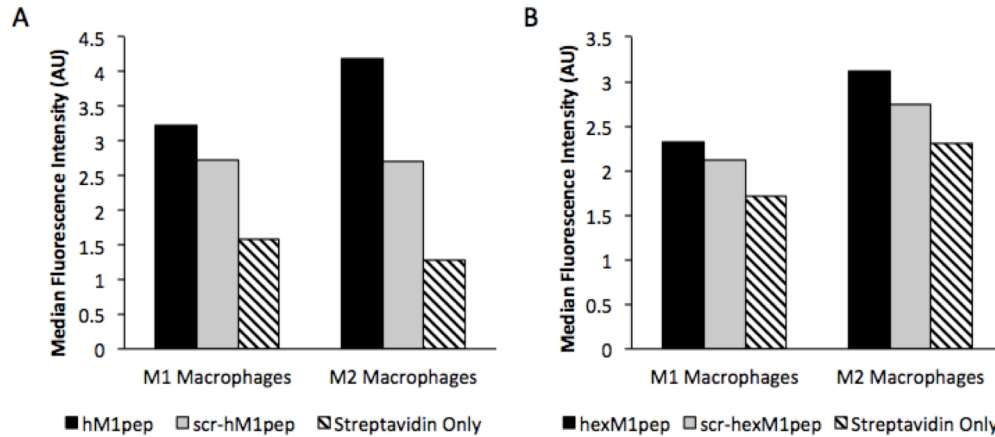 A
Median Fluorescence Intensity (AU)
4.5
4
3.5
3
2.5
2
1.5
1
0.5
0
M1 Macrophages
M2 Macrophages
hM1pep
scr-hM1pep
Streptavidin Only
B
Median Fluorescence Intensity (AU)
3.5
3
2.5
2
1.5
1
0.5
0
M1 Macrophages
M2 Macrophages
hexM1pep
scr-hexM1pep
Streptavidin Only